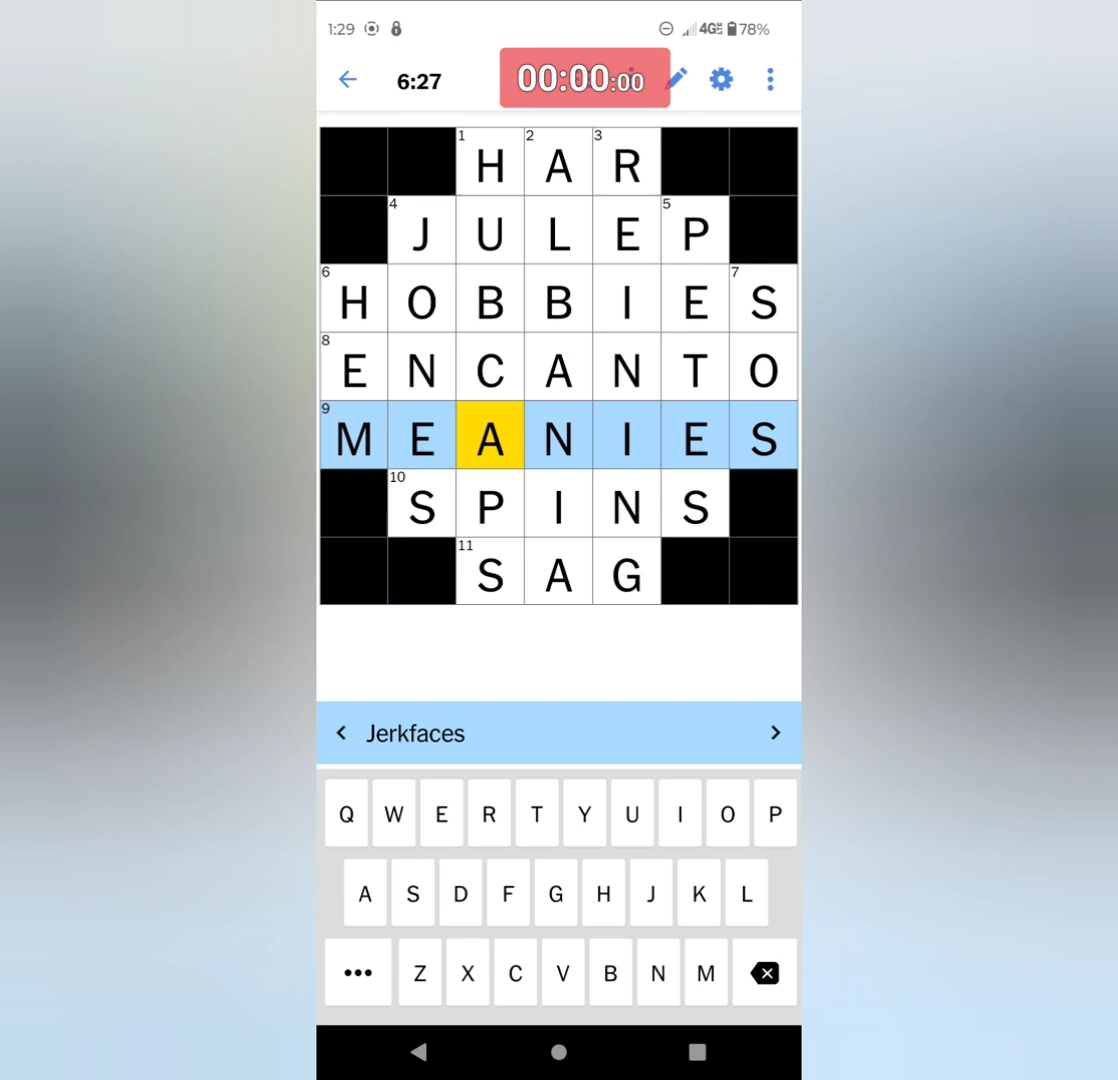 1:29 4G 78%
6:27 00:00:00
1 H 2 A 3 R
4 J U L E 5 P
6 H O B B I E 7 S
8 E N C A N T O
9 M E A N I E S
10 S P I N S
11 S A G
Jerkfaces
Q W E R T Y U I O P
A S D F G H J K L
Z X C V B N M